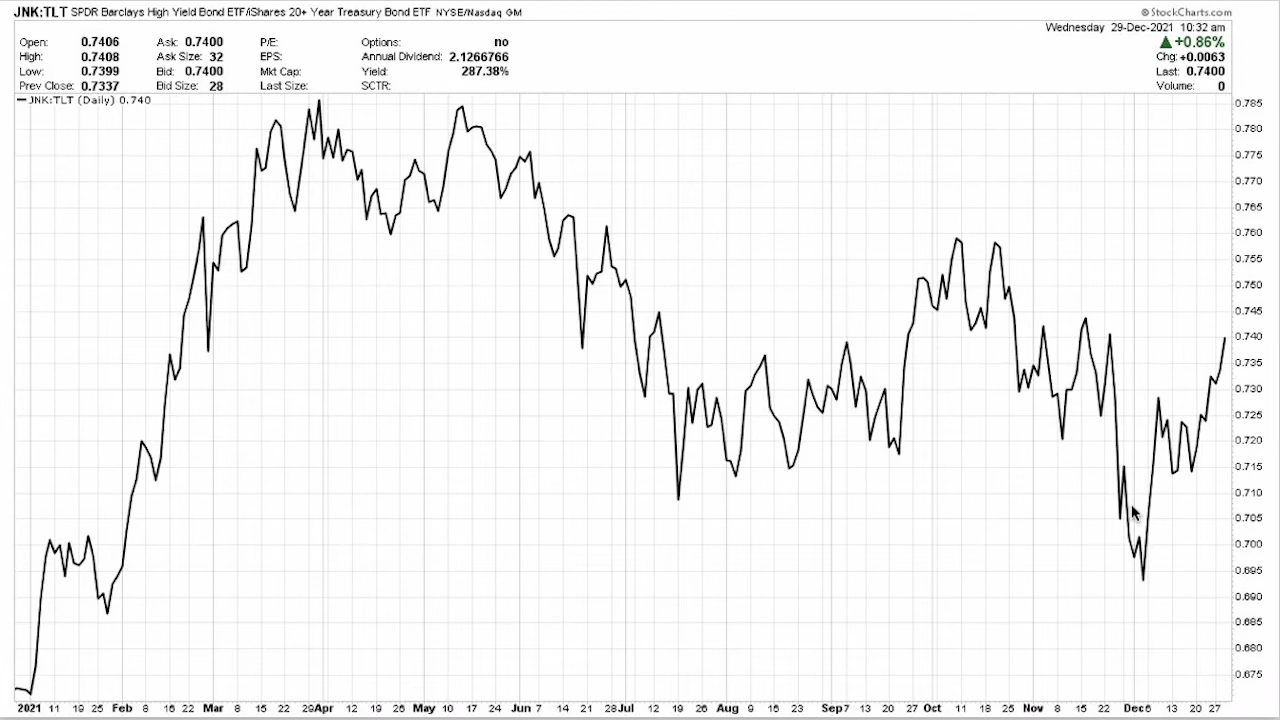 JNK:TLT SPDR Barclays High Yield Bond ETF/iShares 20+ Year Treasury Bond ETF NYSE/Nasdaq GM © StockCharts.com
Wednesday 29-Dec-2021 10:32 am
Open: 0.7406 Ask: 0.7400 P/E: Options: no ▲ +0.86%
High: 0.7408 Ask Size: 32 EPS: Annual Dividend: 2.1266766 Chg: +0.0063
Low: 0.7399 Bid: 0.7400 Mkt Cap: Yield: 287.38% Last: 0.7400
Prev Close: 0.7337 Bid Size: 28 Last Size: SCTR: Volume: 0
JNK:TLT (Daily) 0.740
0.785
0.780
0.775
0.770
0.765
0.760
0.755
0.750
0.745
0.740
0.735
0.730
0.725
0.720
0.715
0.710
0.705
0.700
0.695
0.690
0.685
0.680
0.675
2021 11 19 25 Feb 8 16 22 Mar 8 15 22 29 Apr 12 19 26 May 10 17 24 Jun 7 14 21 28 Jul 12 19 26 Aug 9 16 23 Sep 7 13 20 27 Oct 11 18 25 Nov 8 15 22 Dec 6 13 20 27